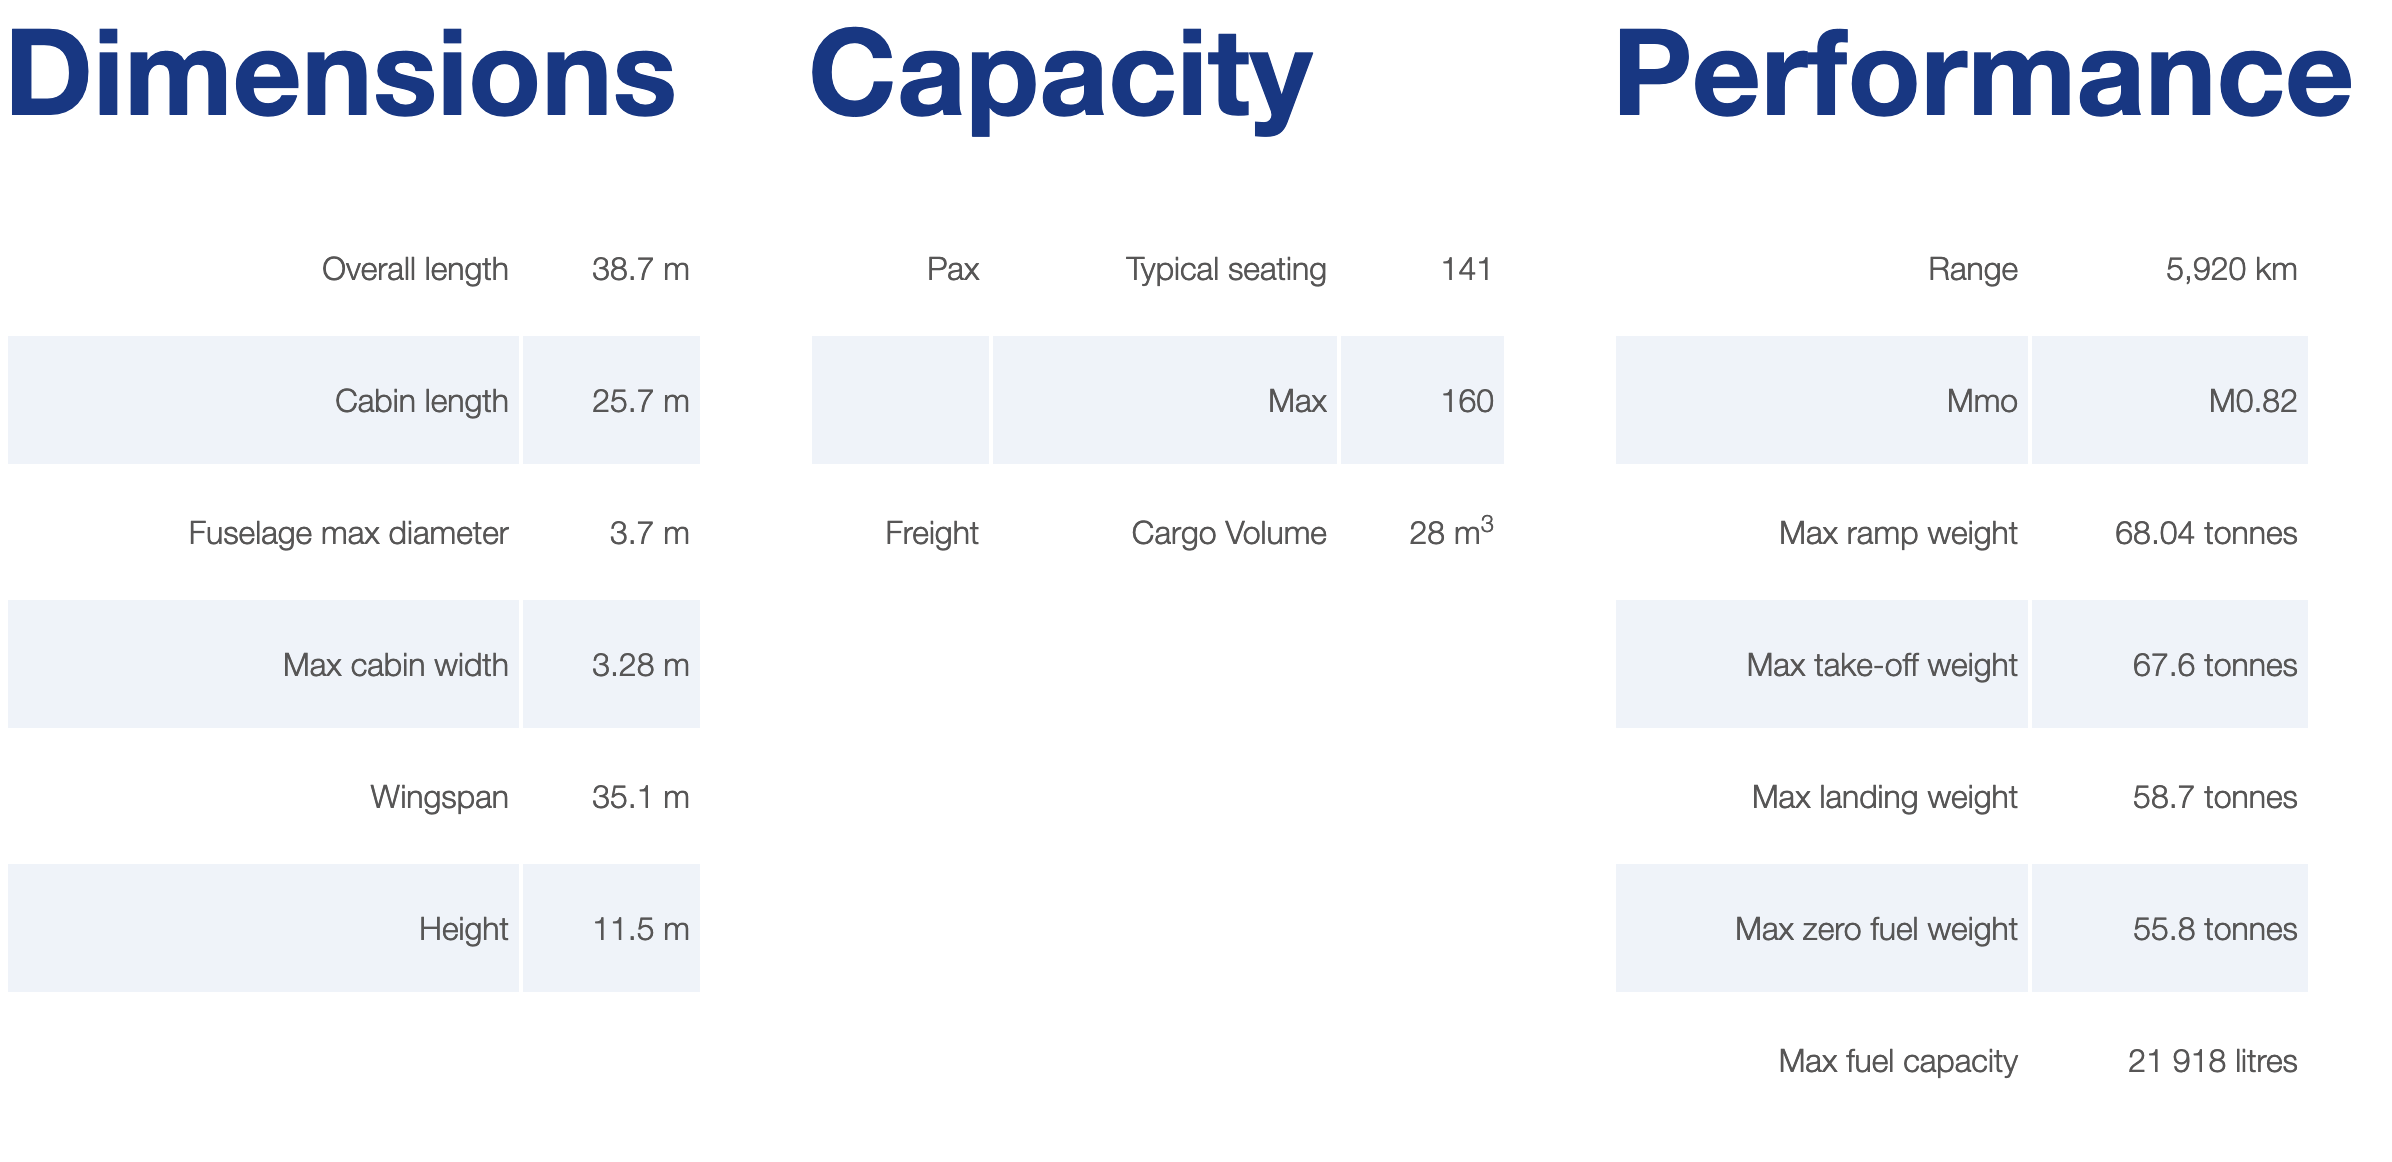 Dimensions
Overall length 38.7 m
Cabin length 25.7 m
Fuselage max diameter 3.7 m
Max cabin width 3.28 m
Wingspan 35.1 m
Height 11.5 m
Capacity
Pax Typical seating 141
Max 160
Freight Cargo Volume 28 m³
Performance
Range 5,920 km
Mmo M0.82
Max ramp weight 68.04 tonnes
Max take-off weight 67.6 tonnes
Max landing weight 58.7 tonnes
Max zero fuel weight 55.8 tonnes
Max fuel capacity 21 918 litres